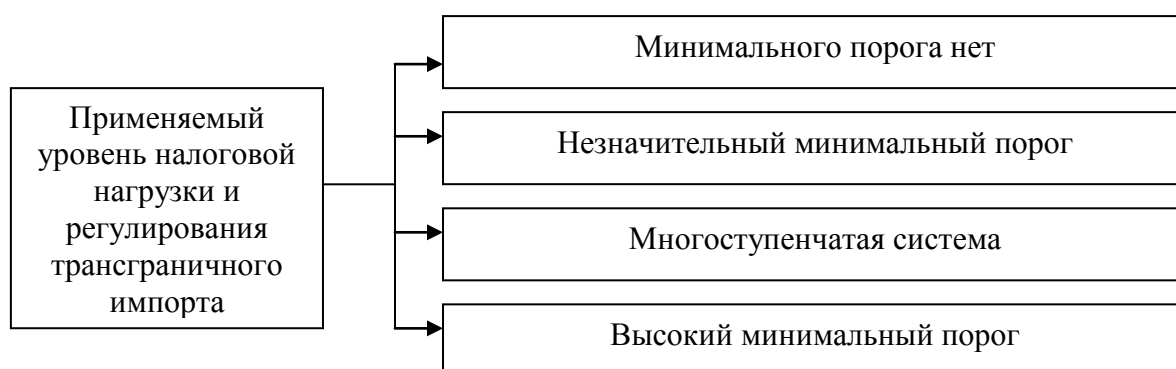 Применяемый
уровень налоговой
нагрузки и
регулирования
трансграничного
импорта
Минимального порога нет
Незначительный минимальный порог
Многоступенчатая система
Высокий минимальный порог